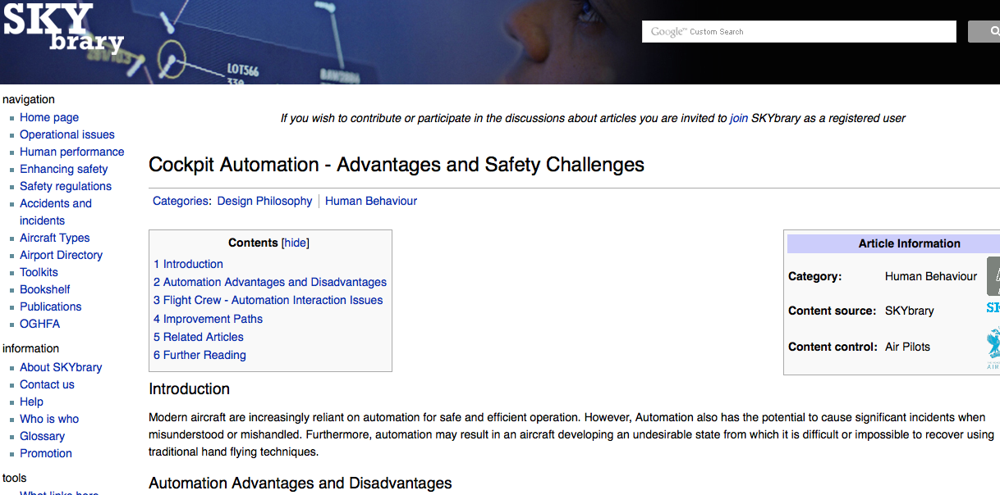 SKY
brary
LOT566
330
Google™ Custom Search
navigation
Home page
Operational issues
Human performance
Enhancing safety
Safety regulations
Accidents and
incidents
Aircraft Types
Airport Directory
Toolkits
Bookshelf
Publications
OGHFA
information
About SKYbrary
Contact us
Help
Who is who
Glossary
Promotion
tools
What links here
If you wish to contribute or participate in the discussions about articles you are invited to join SKYbrary as a registered user
Cockpit Automation - Advantages and Safety Challenges
Categories: Design Philosophy | Human Behaviour
Contents [hide]
1 Introduction
2 Automation Advantages and Disadvantages
3 Flight Crew - Automation Interaction Issues
4 Improvement Paths
5 Related Articles
6 Further Reading
Article Information
Category: Human Behaviour
Content source: SKYbrary
Content control: Air Pilots
Introduction
Modern aircraft are increasingly reliant on automation for safe and efficient operation. However, Automation also has the potential to cause significant incidents when
misunderstood or mishandled. Furthermore, automation may result in an aircraft developing an undesirable state from which it is difficult or impossible to recover using
traditional hand flying techniques.
Automation Advantages and Disadvantages